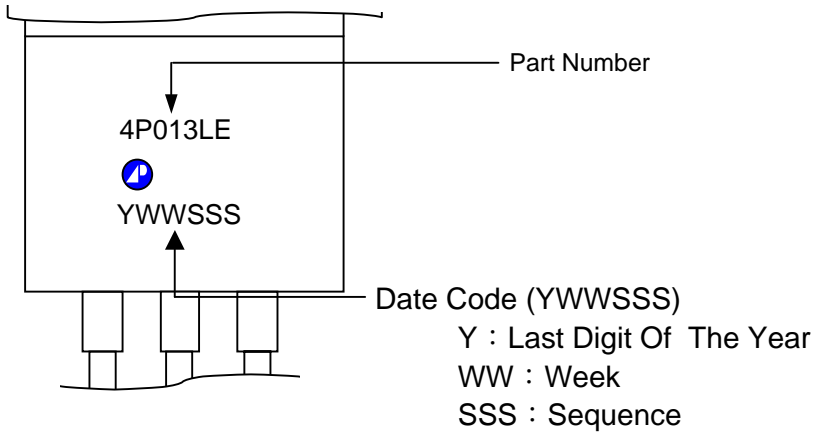 Part Number
4P013LE
YWWSSS
Date Code (YWWSSS)
Y：Last Digit Of The Year
WW：Week
SSS：Sequence